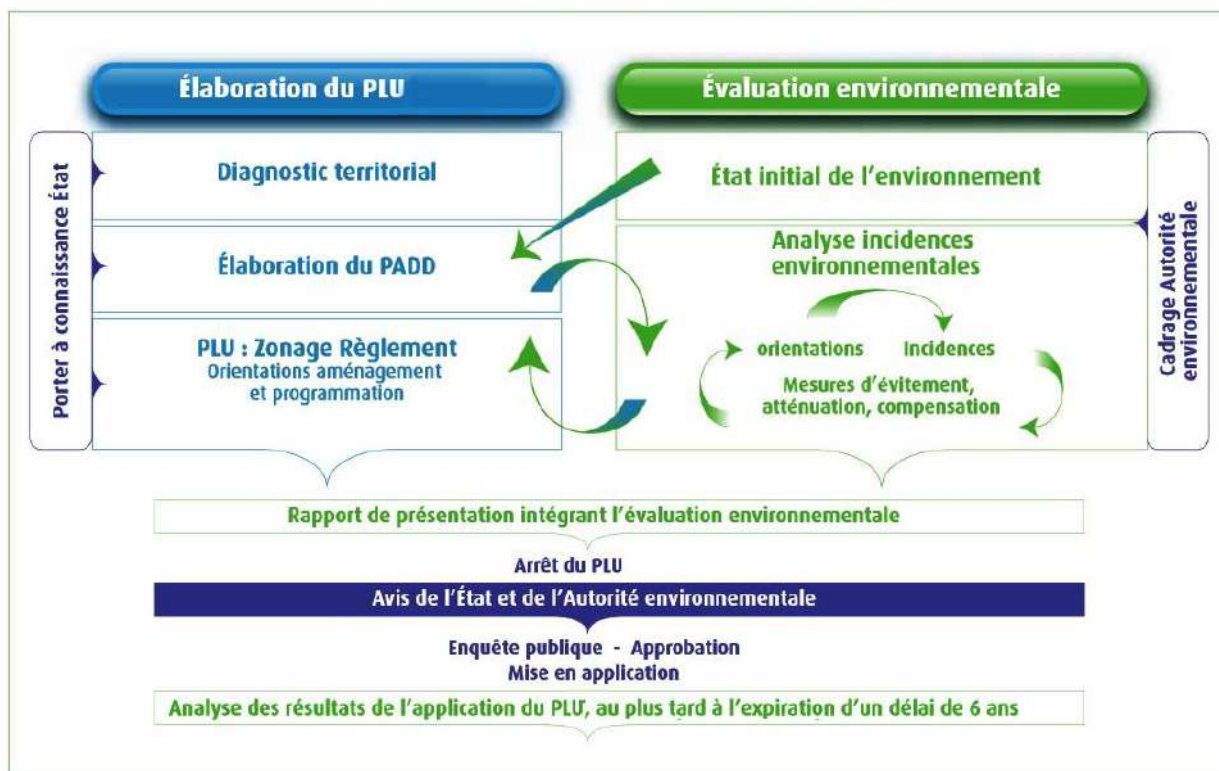 Élaboration du PLU
Évaluation environnementale
Porter à connaissance État
Diagnostic territorial
Élaboration du PADD
PLU : Zonage Règlement
Orientations aménagement
et programmation
État initial de l'environnement
Analyse incidences
environnementales
orientations
incidences
Mesures d'évitement,
atténuation, compensation
Cadrage Autorité
environnementale
Rapport de présentation intégrant l'évaluation environnementale
Arrêt du PLU
Avis de l'État et de l'Autorité environnementale
Enquête publique - Approbation
Mise en application
Analyse des résultats de l'application du PLU, au plus tard à l'expiration d'un délai de 6 ans